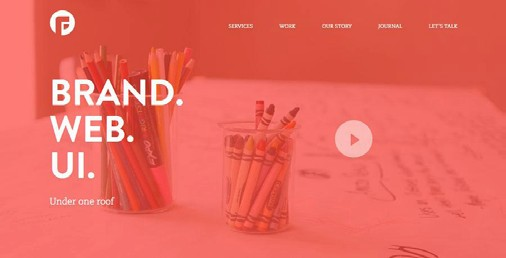 SERVICES
WORK
OUR STORY
JOURNAL
LET'S TALK
BRAND.
WEB.
UI.
Under one roof